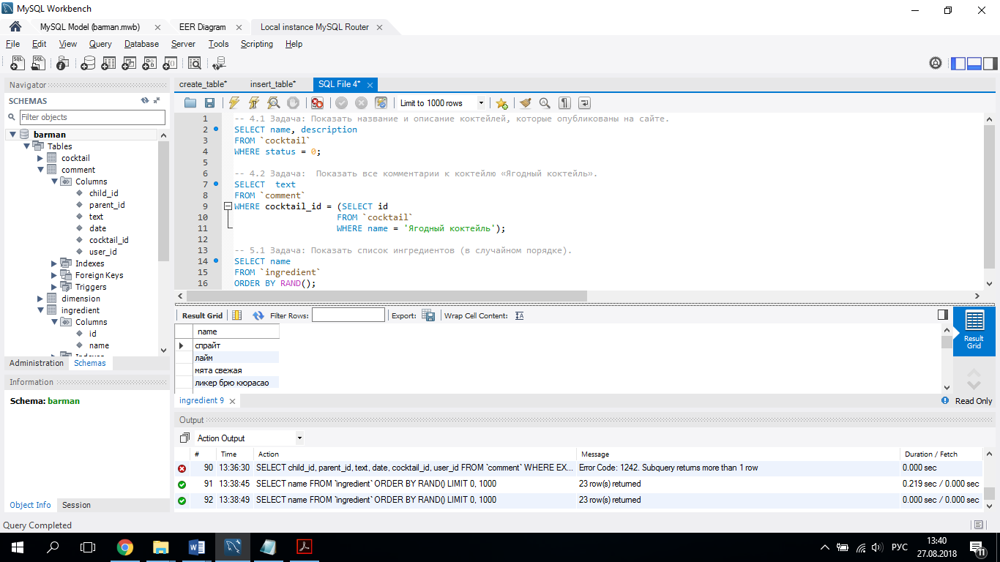 MySQL Workbench
MySQL Model (barman.mwb) EER Diagram Local instance MySQL Router
File Edit View Query Database Server Tools Scripting Help
Navigator
SCHEMAS
Filter objects
barman
Tables
cocktail
comment
Columns
child_id
parent_id
text
date
cocktail_id
user_id
Indexes
Foreign Keys
Triggers
dimension
ingredient
Columns
id
name
Administration Schemas
Information
Schema: barman
Object Info Session
create_table* insert_table* SQL File 4*
Limit to 1000 rows
1 -- 4.1 Задача: Показать название и описание коктейлей, которые опубликованы на сайте.
2 SELECT name, description
3 FROM `cocktail`
4 WHERE status = 0;
5
6 -- 4.2 Задача:  Показать все комментарии к коктейлю «Ягодный коктейль».
7 SELECT  text
8 FROM `comment`
9 WHERE cocktail_id = (SELECT id
10 FROM `cocktail`
11 WHERE name = 'Ягодный коктейль');
12
13 -- 5.1 Задача: Показать список ингредиентов (в случайном порядке).
14 SELECT name
15 FROM `ingredient`
16 ORDER BY RAND();
Result Grid Filter Rows: Export: Wrap Cell Content:
name
спрайт
лайм
мята свежая
ликер брю кюрасао
Result
Grid
ingredient 9 Read Only
Output
Action Output
# Time Action Message Duration / Fetch
90 13:36:30 SELECT child_id, parent_id, text, date, cocktail_id, user_id FROM `comment` WHERE EX... Error Code: 1242. Subquery returns more than 1 row 0.000 sec
91 13:38:45 SELECT name FROM `ingredient` ORDER BY RAND() LIMIT 0, 1000 23 row(s) returned 0.219 sec / 0.000 sec
92 13:38:49 SELECT name FROM `ingredient` ORDER BY RAND() LIMIT 0, 1000 23 row(s) returned 0.000 sec / 0.000 sec
Query Completed
РУС 13:40
27.08.2018 11